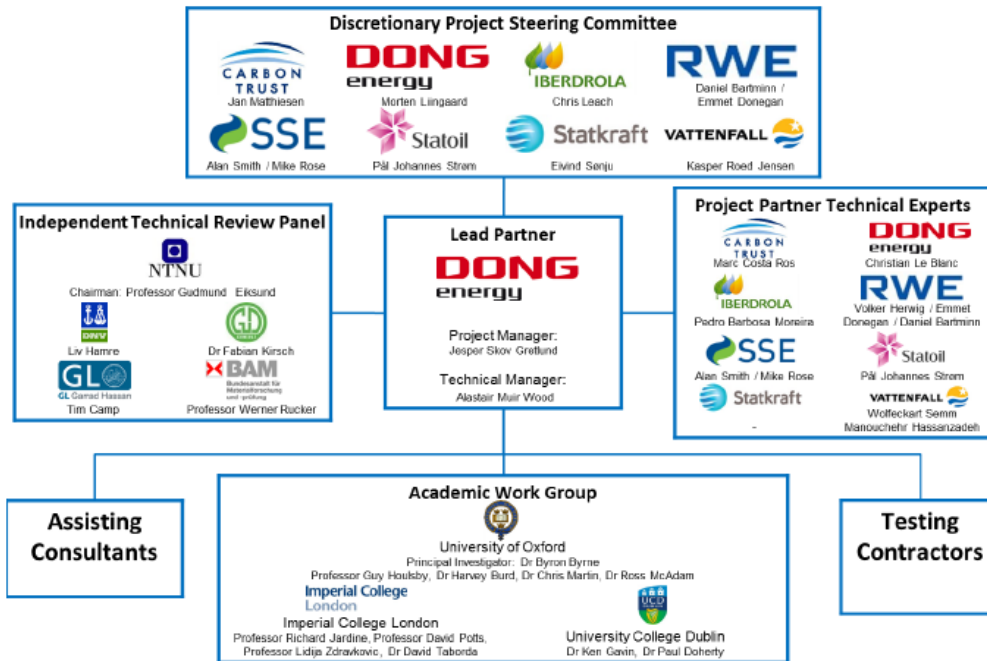 Discretionary Project Steering Committee
CARBON
TRUST
Jan Matthiesen
DONG
energy
Morten Liingaard
IBERDROLA
Chris Leach
RWE
Daniel Bartminn /
Emmet Donegan
SSE
Alan Smith / Mike Rose
Statoil
Pål Johannes Strøm
Statkraft
Eivind Sønju
VATTENFALL
Kasper Roed Jensen
Independent Technical Review Panel
NTNU
Chairman: Professor Gudmund Eiksund
DNV
Liv Hamre
GD
Dr Fabian Kirsch
GL
GL Garrad Hassan
Tim Camp
BAM
Bundesanstalt für
Materialforschung
und -prüfung
Professor Werner Rucker
Lead Partner
DONG
energy
Project Manager:
Jesper Skov Gretlund
Technical Manager:
Alastair Muir Wood
Project Partner Technical Experts
CARBON
TRUST
Marc Costa Ros
DONG
energy
Christian Le Blanc
IBERDROLA
Pedro Barbosa Moreira
RWE
Volker Herwig / Emmet
Donegan / Daniel Bartminn
SSE
Alan Smith / Mike Rose
Statoil
Pål Johannes Strøm
Statkraft
-
VATTENFALL
Wolfeckart Semm
Manouchehr Hassanzadeh
Assisting
Consultants
Academic Work Group
University of Oxford
Principal Investigator: Dr Byron Byrne
Professor Guy Houlsby, Dr Harvey Burd, Dr Chris Martin, Dr Ross McAdam
Imperial College
London
Imperial College London
Professor Richard Jardine, Professor David Potts,
Professor Lidija Zdravkovic, Dr David Taborda
UCD
University College Dublin
Dr Ken Gavin, Dr Paul Doherty
Testing
Contractors